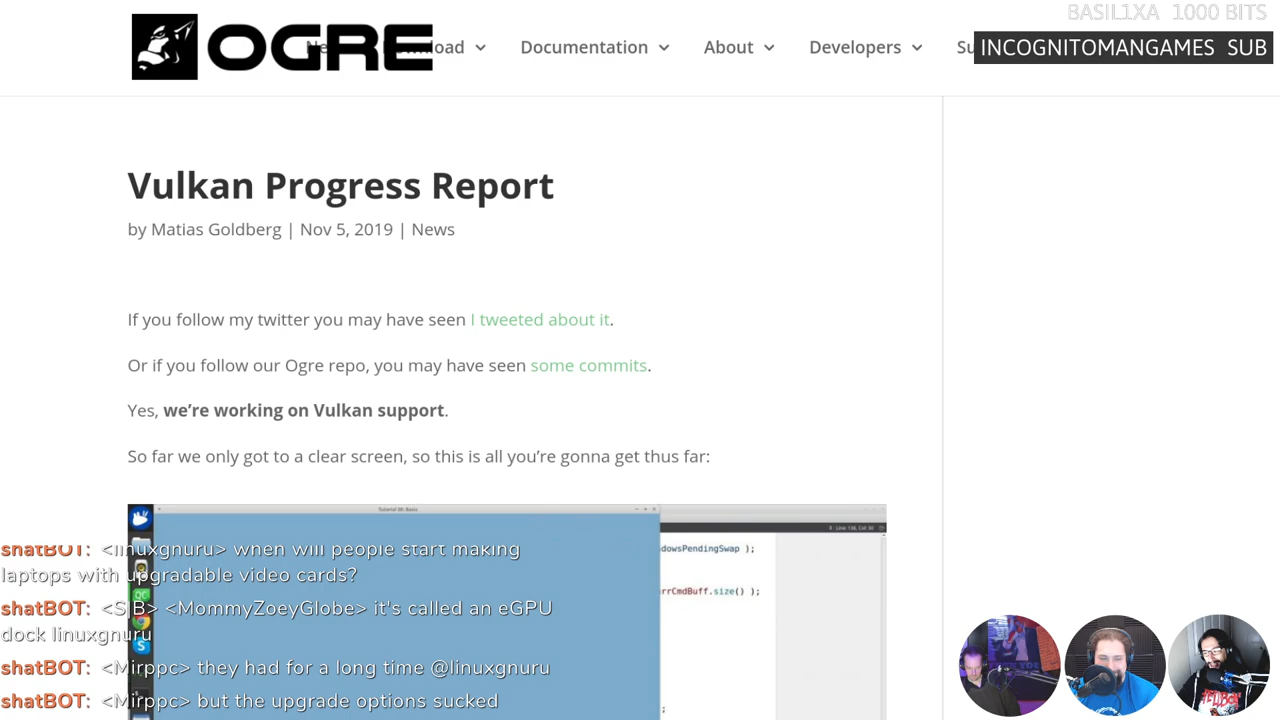 BASIL1XA 1000 BITS
OGRE
Documentation
About
Developers
INCOGNITOMANGAMES SUB
Vulkan Progress Report
by Matias Goldberg | Nov 5, 2019 | News
If you follow my twitter you may have seen I tweeted about it.
Or if you follow our Ogre repo, you may have seen some commits.
Yes, we're working on Vulkan support.
So far we only got to a clear screen, so this is all you're gonna get thus far:
owsPendingSwap );
rrCmdBuff.size() );
shatBOT: <linuxgnuru> when will people start making
laptops with upgradable video cards?
shatBOT: <S|B> <MommyZoeyGlobe> it's called an eGPU
dock linuxgnuru
shatBOT: <Mirppc> they had for a long time @linuxgnuru
shatBOT: <Mirppc> but the upgrade options sucked